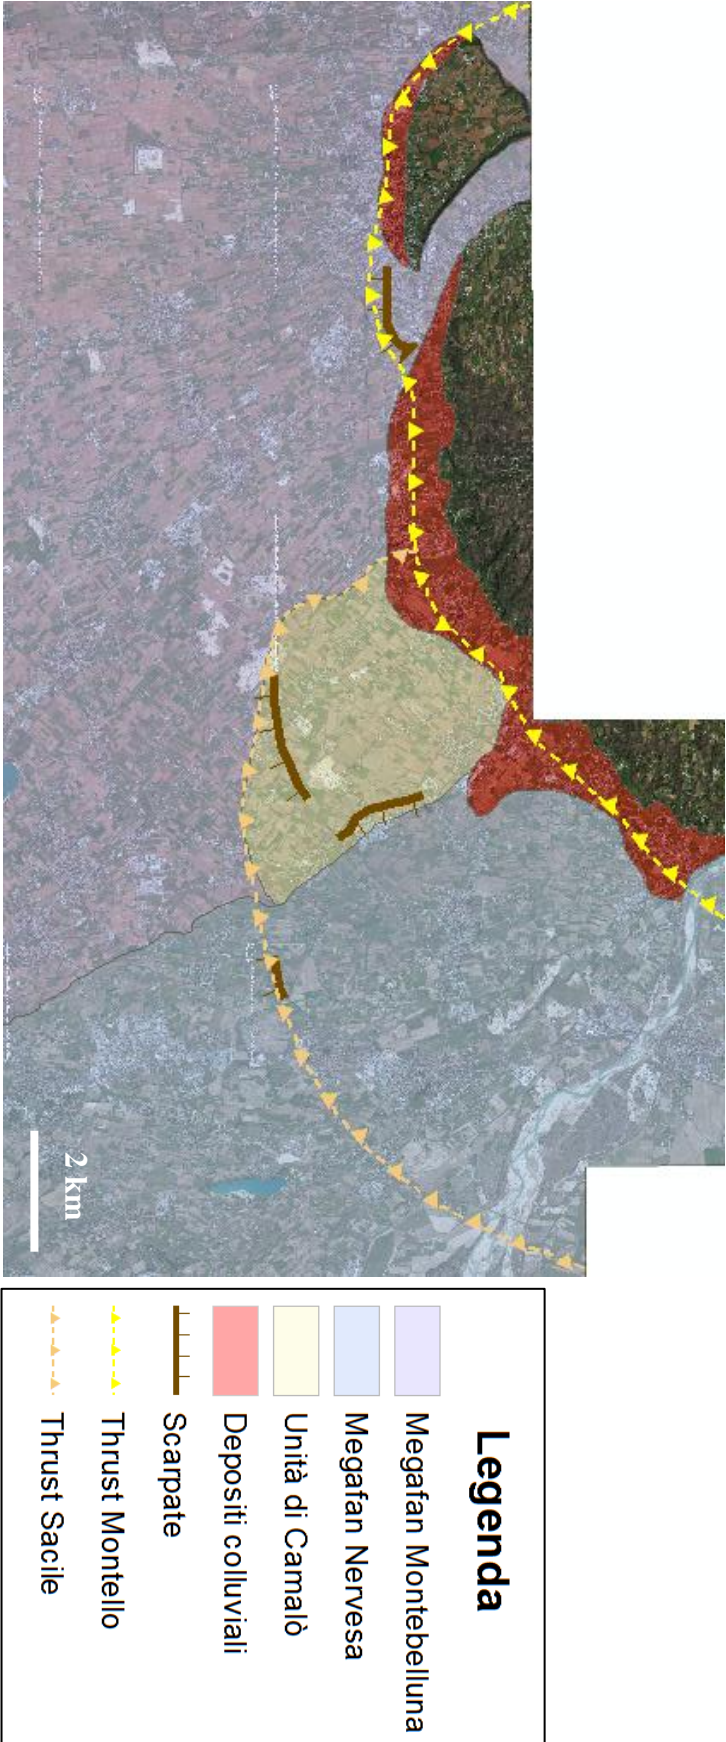 2 km
Legenda
Megafan Montebelluna
Megafan Nervesa
Unità di Camalò
Depositi colluviali
Scarpate
Thrust Montello
Thrust Sacile